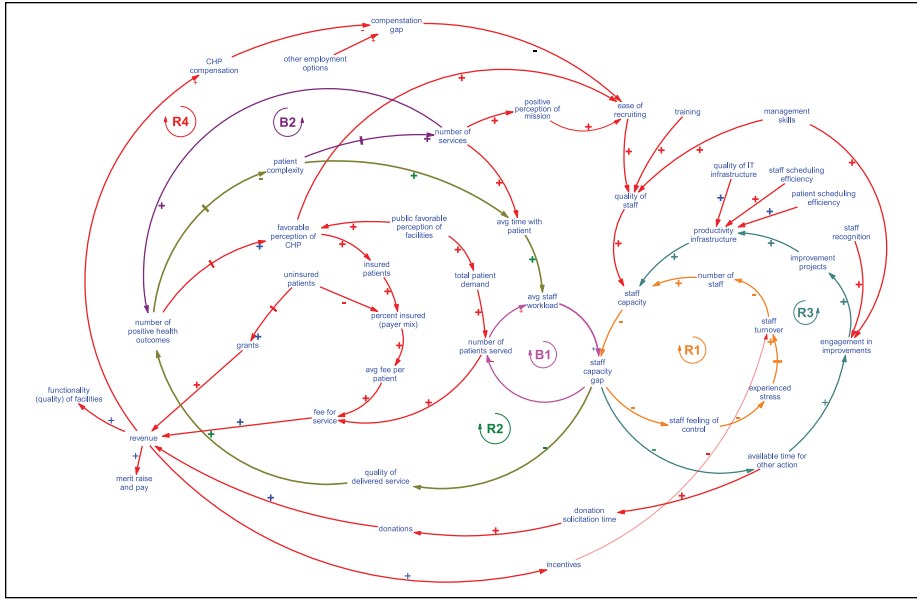 compenstation
gap
CHP
compensation
other employment
options
R4
B2
positive
perception of
mission
ease of
recruiting
training
management
skills
number of
services
patient
complexity
quality of IT
infrastructure
staff scheduling
efficiency
patient scheduling
efficiency
quality of
staff
favorable
perception of
CHP
public favorable
perception of
facilities
avg time with
patient
productivity
infrastructure
staff
recognition
insured
patients
uninsured
patients
total patient
demand
improvement
projects
number of
staff
staff
capacity
avg staff
workload
percent insured
(payer mix)
number of
positive health
outcomes
grants
number of
patients served
B1
staff
capacity
gap
R1
staff
turnover
R3
engagement in
improvements
avg fee per
patient
functionality
(quality) of facilities
experienced
stress
fee for
service
R2
staff feeling of
control
revenue
available time for
other action
merit raise
and pay
quality of
delivered service
donation
solicitation time
donations
incentives